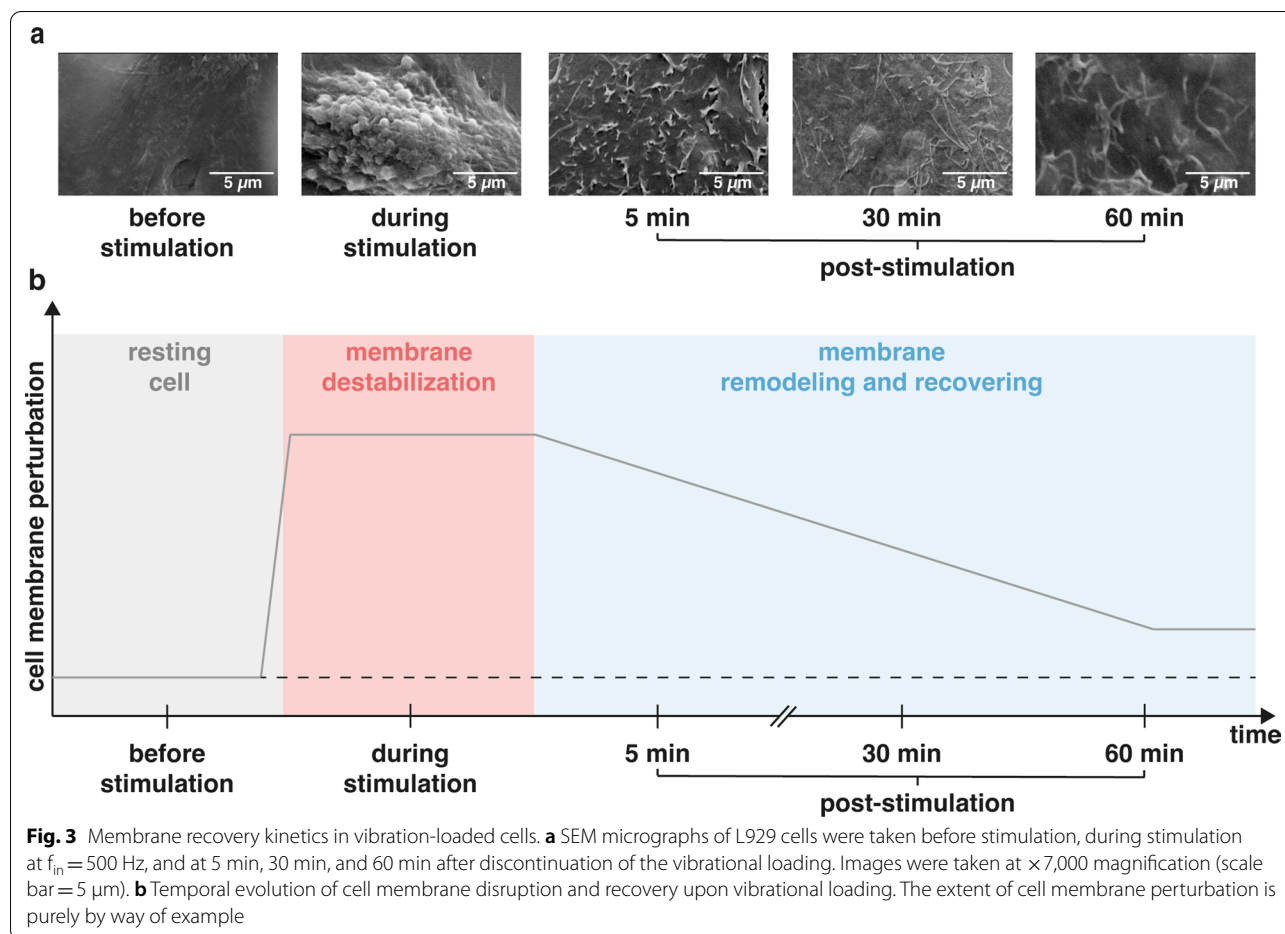 a
5 µm
5 µm
5 µm
5 µm
5 µm
before
stimulation
during
stimulation
5 min
30 min
60 min
post-stimulation
b
cell membrane perturbation
resting
cell
membrane
destabilization
membrane
remodeling and recovering
time
before
stimulation
during
stimulation
5 min
30 min
60 min
post-stimulation
Fig. 3 Membrane recovery kinetics in vibration-loaded cells. a SEM micrographs of L929 cells were taken before stimulation, during stimulation
at fin = 500 Hz, and at 5 min, 30 min, and 60 min after discontinuation of the vibrational loading. Images were taken at ×7,000 magnification (scale
bar = 5 µm). b Temporal evolution of cell membrane disruption and recovery upon vibrational loading. The extent of cell membrane perturbation is
purely by way of example